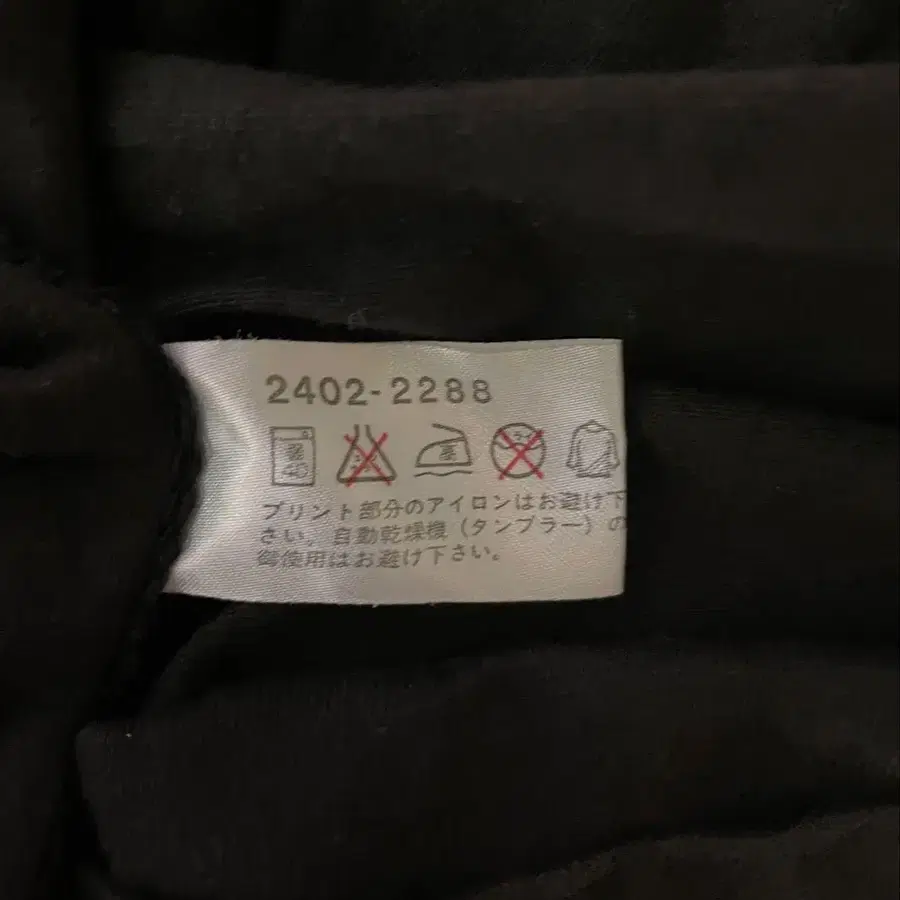 2402-2288
40 中
プリント部分のアイロンはお避け下
さい。自動乾燥機（タンブラー）の
御使用はお避け下さい。